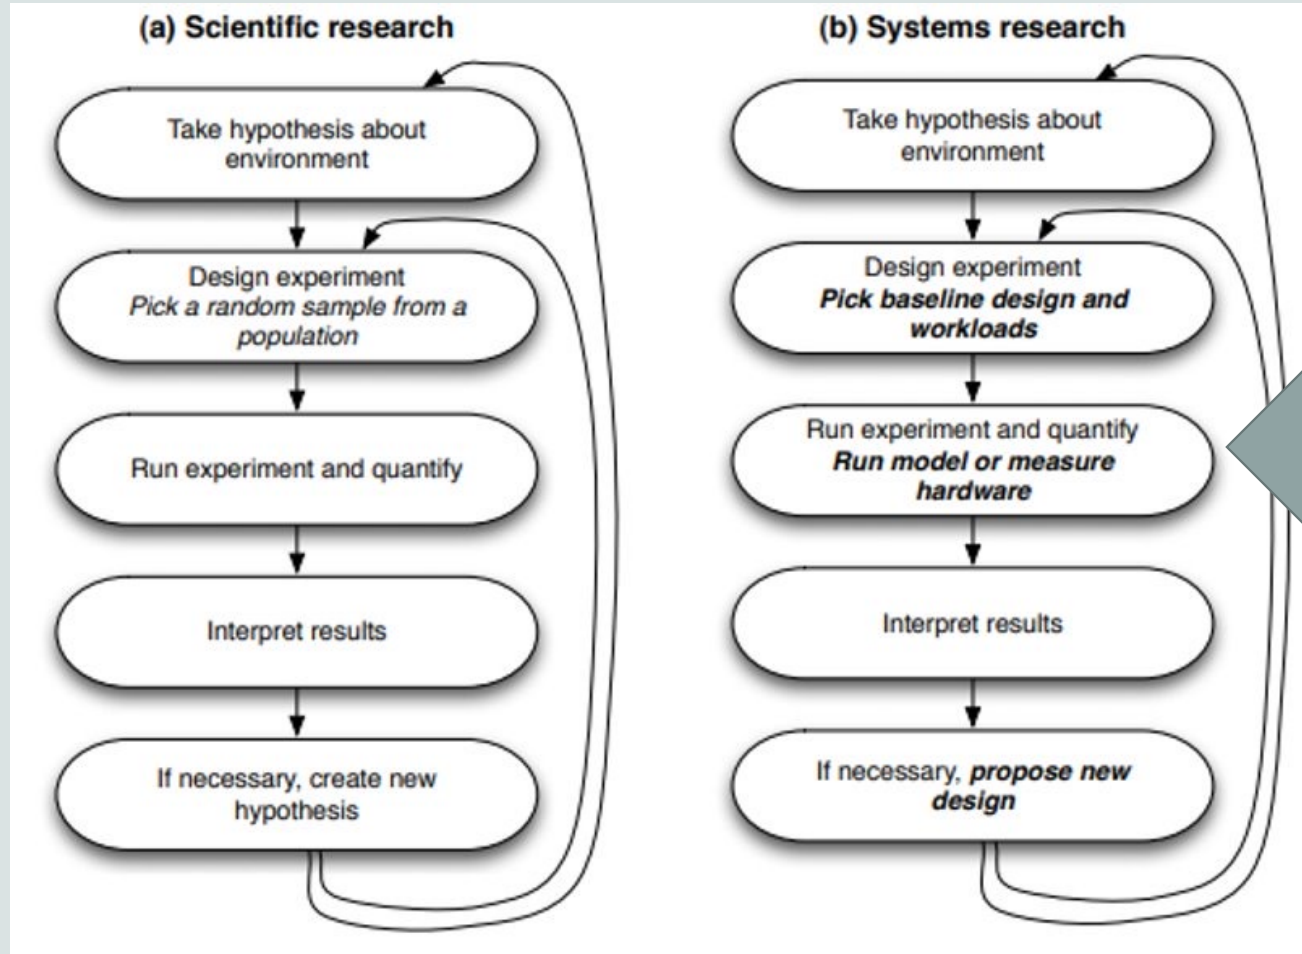 (a) Scientific research
Take hypothesis about
environment
Design experiment
Pick a random sample from a
population
Run experiment and quantify
Interpret results
If necessary, create new
hypothesis
(b) Systems research
Take hypothesis about
environment
Design experiment
Pick baseline design and
workloads
Run experiment and quantify
Run model or measure
hardware
Interpret results
If necessary, propose new
design